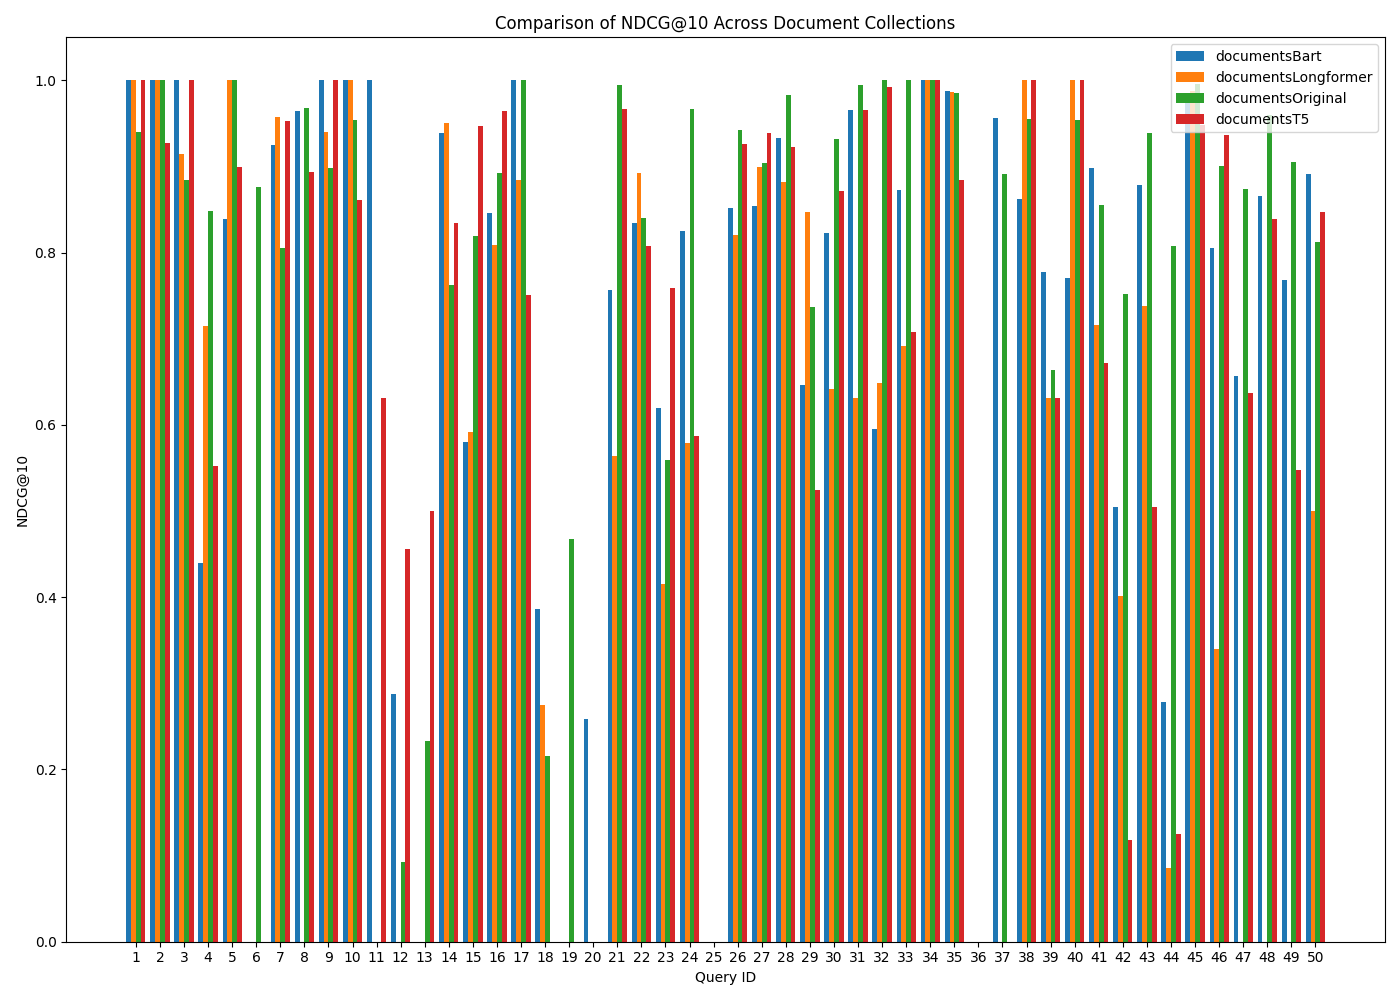 Comparison of NDCG@10 Across Document Collections
documentsBart
documentsLongformer
documentsOriginal
documentsT5
1.0
0.8
0.6
0.4
0.2
0.0
NDCG@10
1 2 3 4 5 6 7 8 9 10 11 12 13 14 15 16 17 18 19 20 21 22 23 24 25 26 27 28 29 30 31 32 33 34 35 36 37 38 39 40 41 42 43 44 45 46 47 48 49 50
Query ID